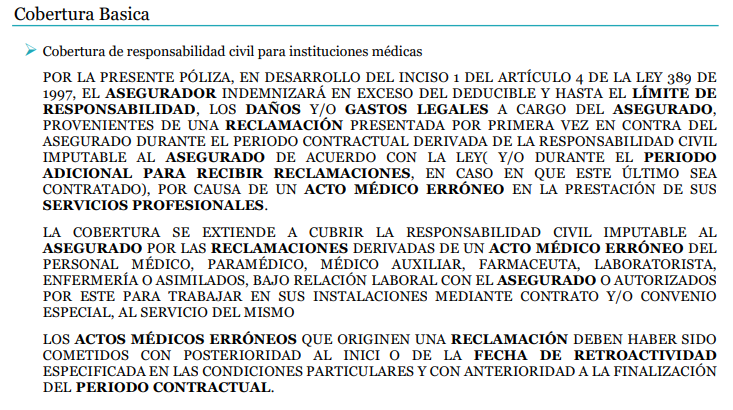 Cobertura Basica
Cobertura de responsabilidad civil para instituciones médicas
POR LA PRESENTE PÓLIZA, EN DESARROLLO DEL INCISO 1 DEL ARTÍCULO 4 DE LA LEY 389 DE
1997, EL ASEGURADOR INDEMNIZARÁ EN EXCESO DEL DEDUCIBLE Y HASTA EL LÍMITE DE
RESPONSABILIDAD, LOS DAÑOS Y/O GASTOS LEGALES A CARGO DEL ASEGURADO,
PROVENIENTES DE UNA RECLAMACIÓN PRESENTADA POR PRIMERA VEZ EN CONTRA DEL
ASEGURADO DURANTE EL PERIODO CONTRACTUAL DERIVADA DE LA RESPONSABILIDAD CIVIL
IMPUTABLE AL ASEGURADO DE ACUERDO CON LA LEY( Y/O DURANTE EL PERIODO
ADICIONAL PARA RECIBIR RECLAMACIONES, EN CASO EN QUE ESTE ÚLTIMO SEA
CONTRATADO), POR CAUSA DE UN ACTO MÉDICO ERRÓNEO EN LA PRESTACIÓN DE SUS
SERVICIOS PROFESIONALES.
LA COBERTURA SE EXTIENDE A CUBRIR LA RESPONSABILIDAD CIVIL IMPUTABLE AL
ASEGURADO POR LAS RECLAMACIONES DERIVADAS DE UN ACTO MÉDICO ERRÓNEO DEL
PERSONAL MÉDICO, PARAMÉDICO, MÉDICO AUXILIAR, FARMACEUTA, LABORATORISTA,
ENFERMERÍA O ASIMILADOS, BAJO RELACIÓN LABORAL CON EL ASEGURADO O AUTORIZADOS
POR ESTE PARA TRABAJAR EN SUS INSTALACIONES MEDIANTE CONTRATO Y/O CONVENIO
ESPECIAL, AL SERVICIO DEL MISMO
LOS ACTOS MÉDICOS ERRÓNEOS QUE ORIGINEN UNA RECLAMACIÓN DEBEN HABER SIDO
COMETIDOS CON POSTERIORIDAD AL INICI O DE LA FECHA DE RETROACTIVIDAD
ESPECIFICADA EN LAS CONDICIONES PARTICULARES Y CON ANTERIORIDAD A LA FINALIZACIÓN
DEL PERIODO CONTRACTUAL.